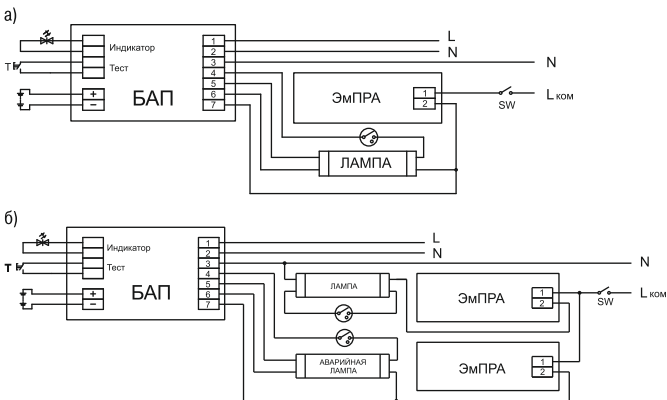 а)
Индикатор
T
Тест
+
−
БАП
1
2
3
4
5
6
7
L
N
N
ЭмПРА
1
2
SW
L ком
ЛАМПА
б)
Индикатор
T
Тест
+
−
БАП
1
2
3
4
5
6
7
L
N
N
ЛАМПА
ЭмПРА
1
2
SW
L ком
АВАРИЙНАЯ
ЛАМПА
ЭмПРА
1
2